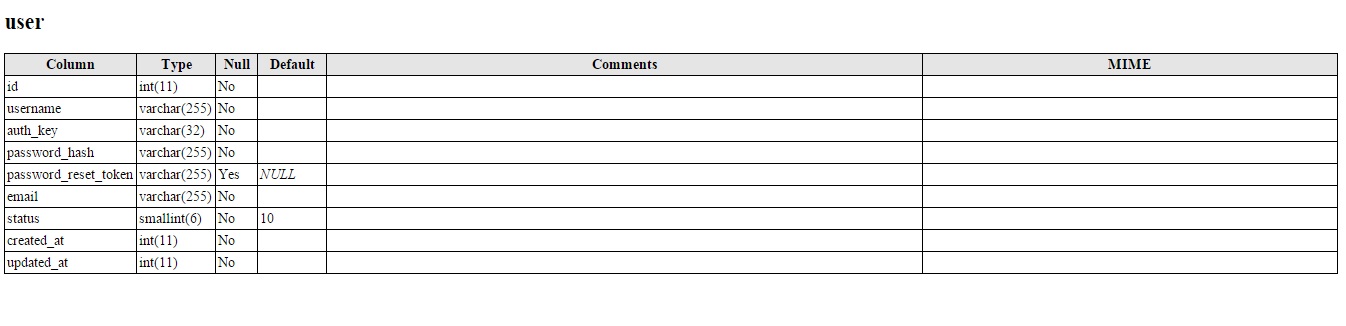 user
Column Type Null Default Comments MIME
id int(11) No
username varchar(255) No
auth_key varchar(32) No
password_hash varchar(255) No
password_reset_token varchar(255) Yes NULL
email varchar(255) No
status smallint(6) No 10
created_at int(11) No
updated_at int(11) No